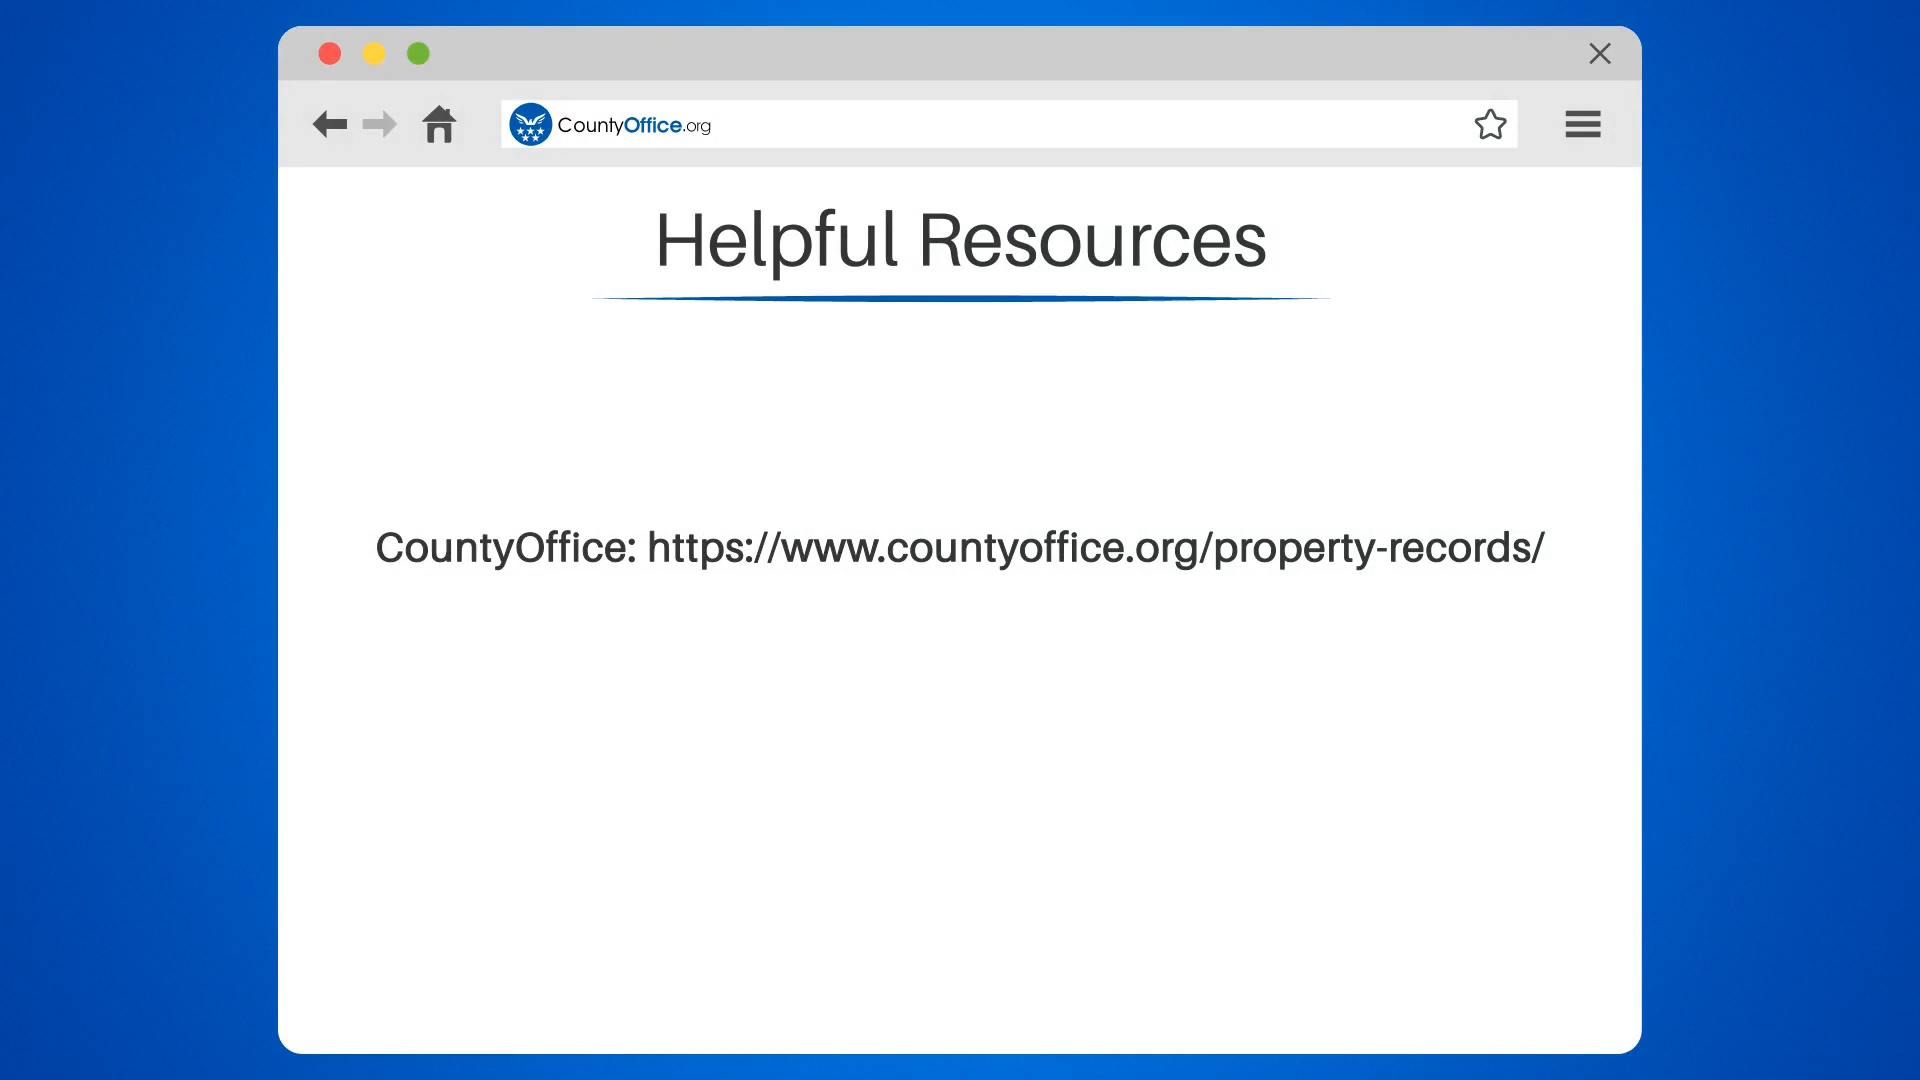 CountyOffice.org
Helpful Resources
CountyOffice: https://www.countyoffice.org/property-records/